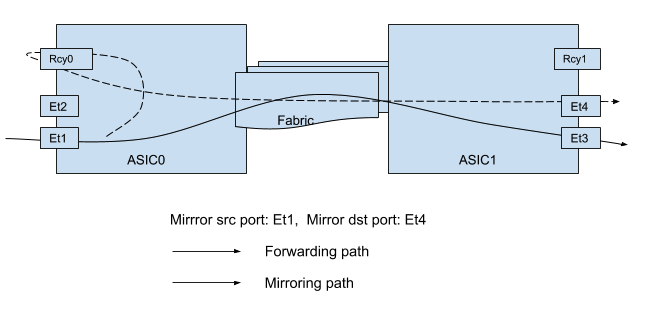 Rcy0
Rcy1
Et2
Et4
Fabric
Et1
Et3
ASIC0
ASIC1
Mirrror src port: Et1, Mirror dst port: Et4
Forwarding path
Mirroring path